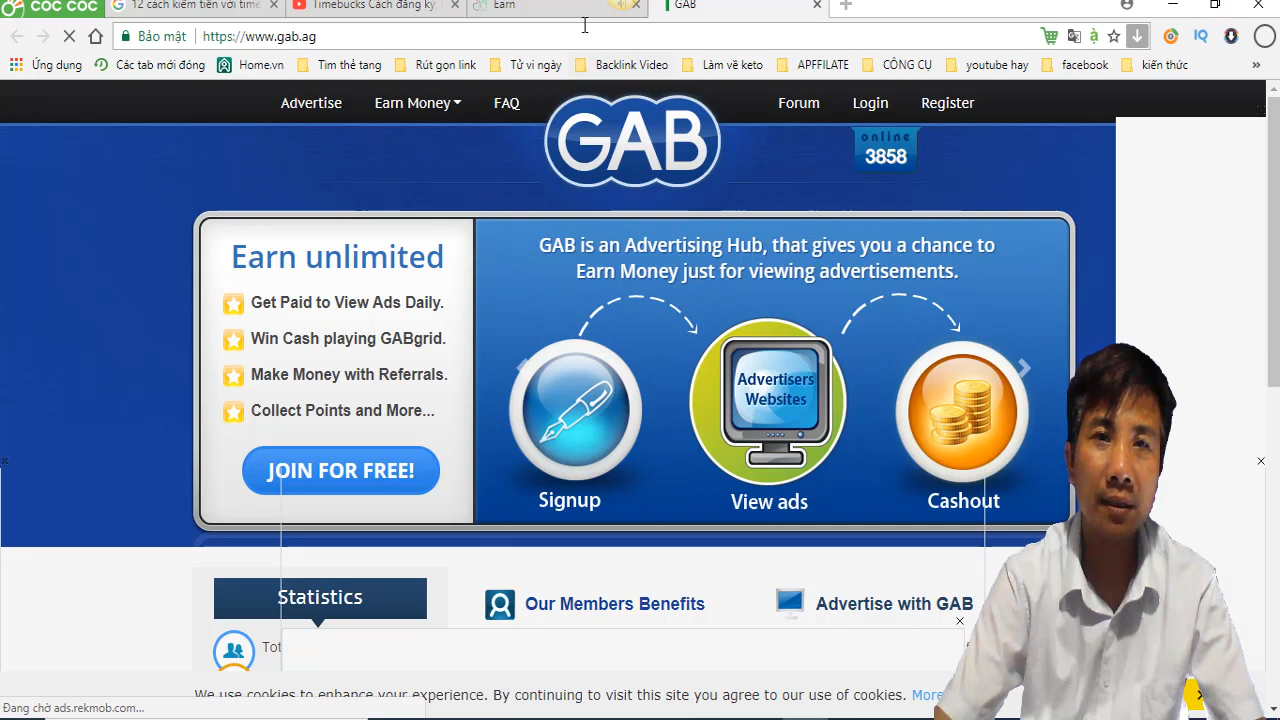 CỐC CỐC
12 cách kiếm tiền với time
Timebucks Cách đăng ký,
Earn
GAB
Bảo mật
https://www.gab.ag
Ứng dụng
Các tab mới đóng
Home.vn
Tìm thẻ tang
Rút gọn link
Tử vi ngày
Backlink Video
Làm về keto
APFFILATE
CÔNG CỤ
youtube hay
facebook
kiến thức
»
Advertise
Earn Money
FAQ
GAB
Forum
Login
Register
online
3858
Earn unlimited
Get Paid to View Ads Daily.
Win Cash playing GABgrid.
Make Money with Referrals.
Collect Points and More...
JOIN FOR FREE!
GAB is an Advertising Hub, that gives you a chance to
Earn Money just for viewing advertisements.
Advertisers
Websites
Signup
View ads
Cashout
Statistics
Our Members Benefits
Advertise with GAB
Tot
We use cookies to enhance your experience. By continuing to visit this site you agree to our use of cookies. More
Đang chờ ads.rekmob.com...